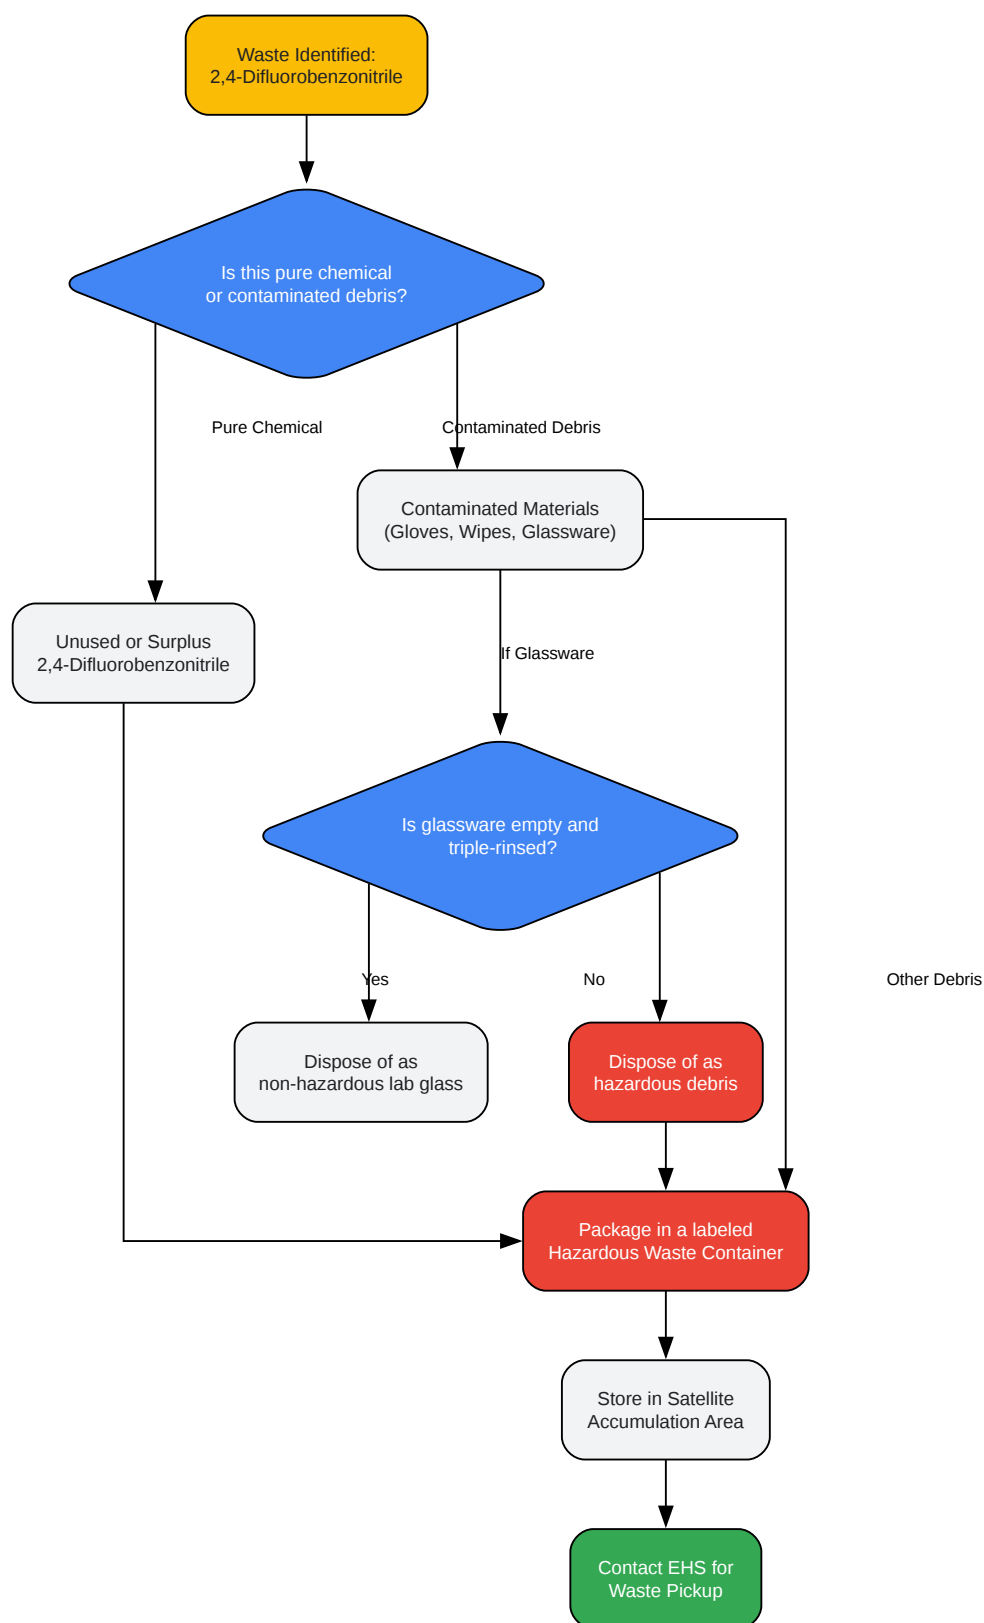 Waste Identified:
2,4-Difluorobenzonitrile
Is this pure chemical
or contaminated debris?
Pure Chemical
Contaminated Debris
Contaminated Materials
(Gloves, Wipes, Glassware)
Unused or Surplus
2,4-Difluorobenzonitrile
If Glassware
Is glassware empty and
triple-rinsed?
Yes
No
Other Debris
Dispose of as
non-hazardous lab glass
Dispose of as
hazardous debris
Package in a labeled
Hazardous Waste Container
Store in Satellite
Accumulation Area
Contact EHS for
Waste Pickup